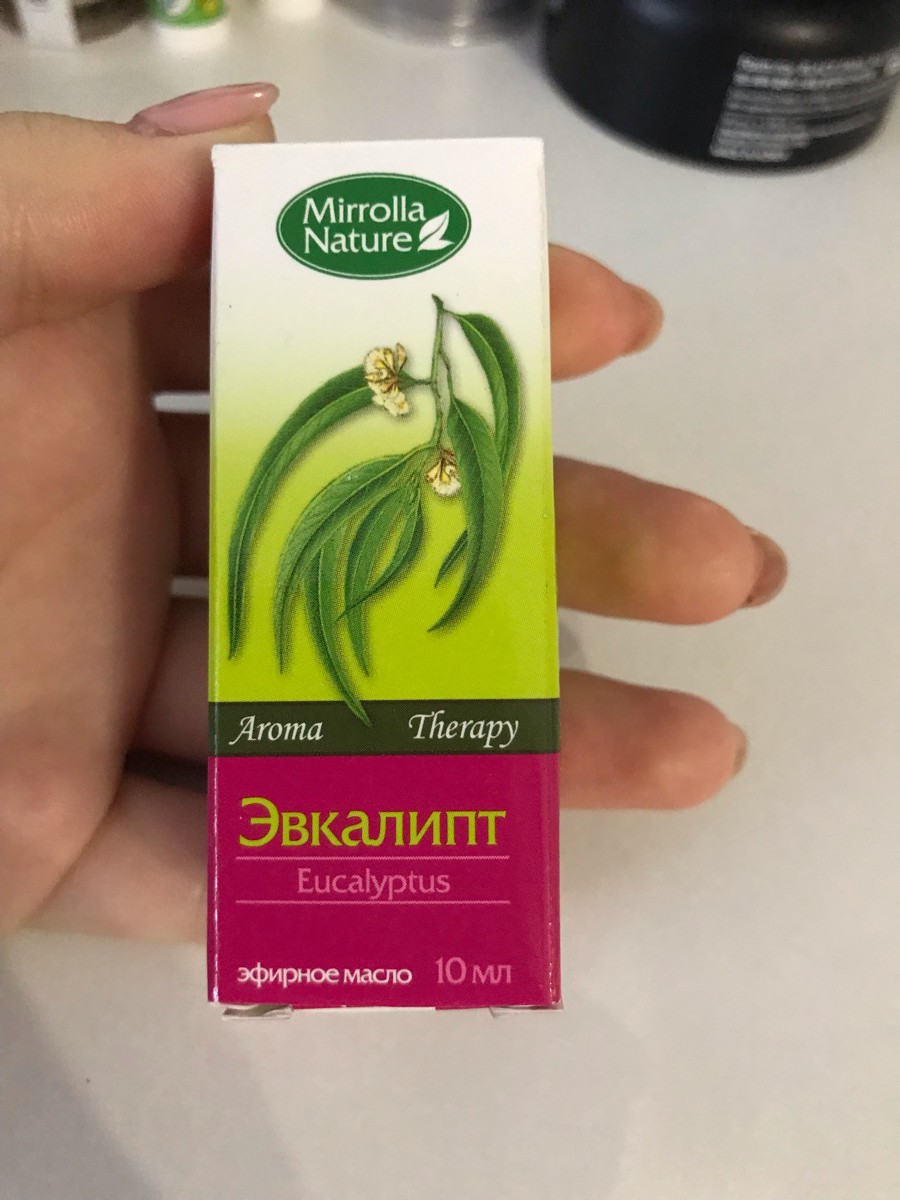 Mirrolla
Nature
Aroma Therapy
Эвкалипт
Eucalyptus
эфирное масло 10 мл